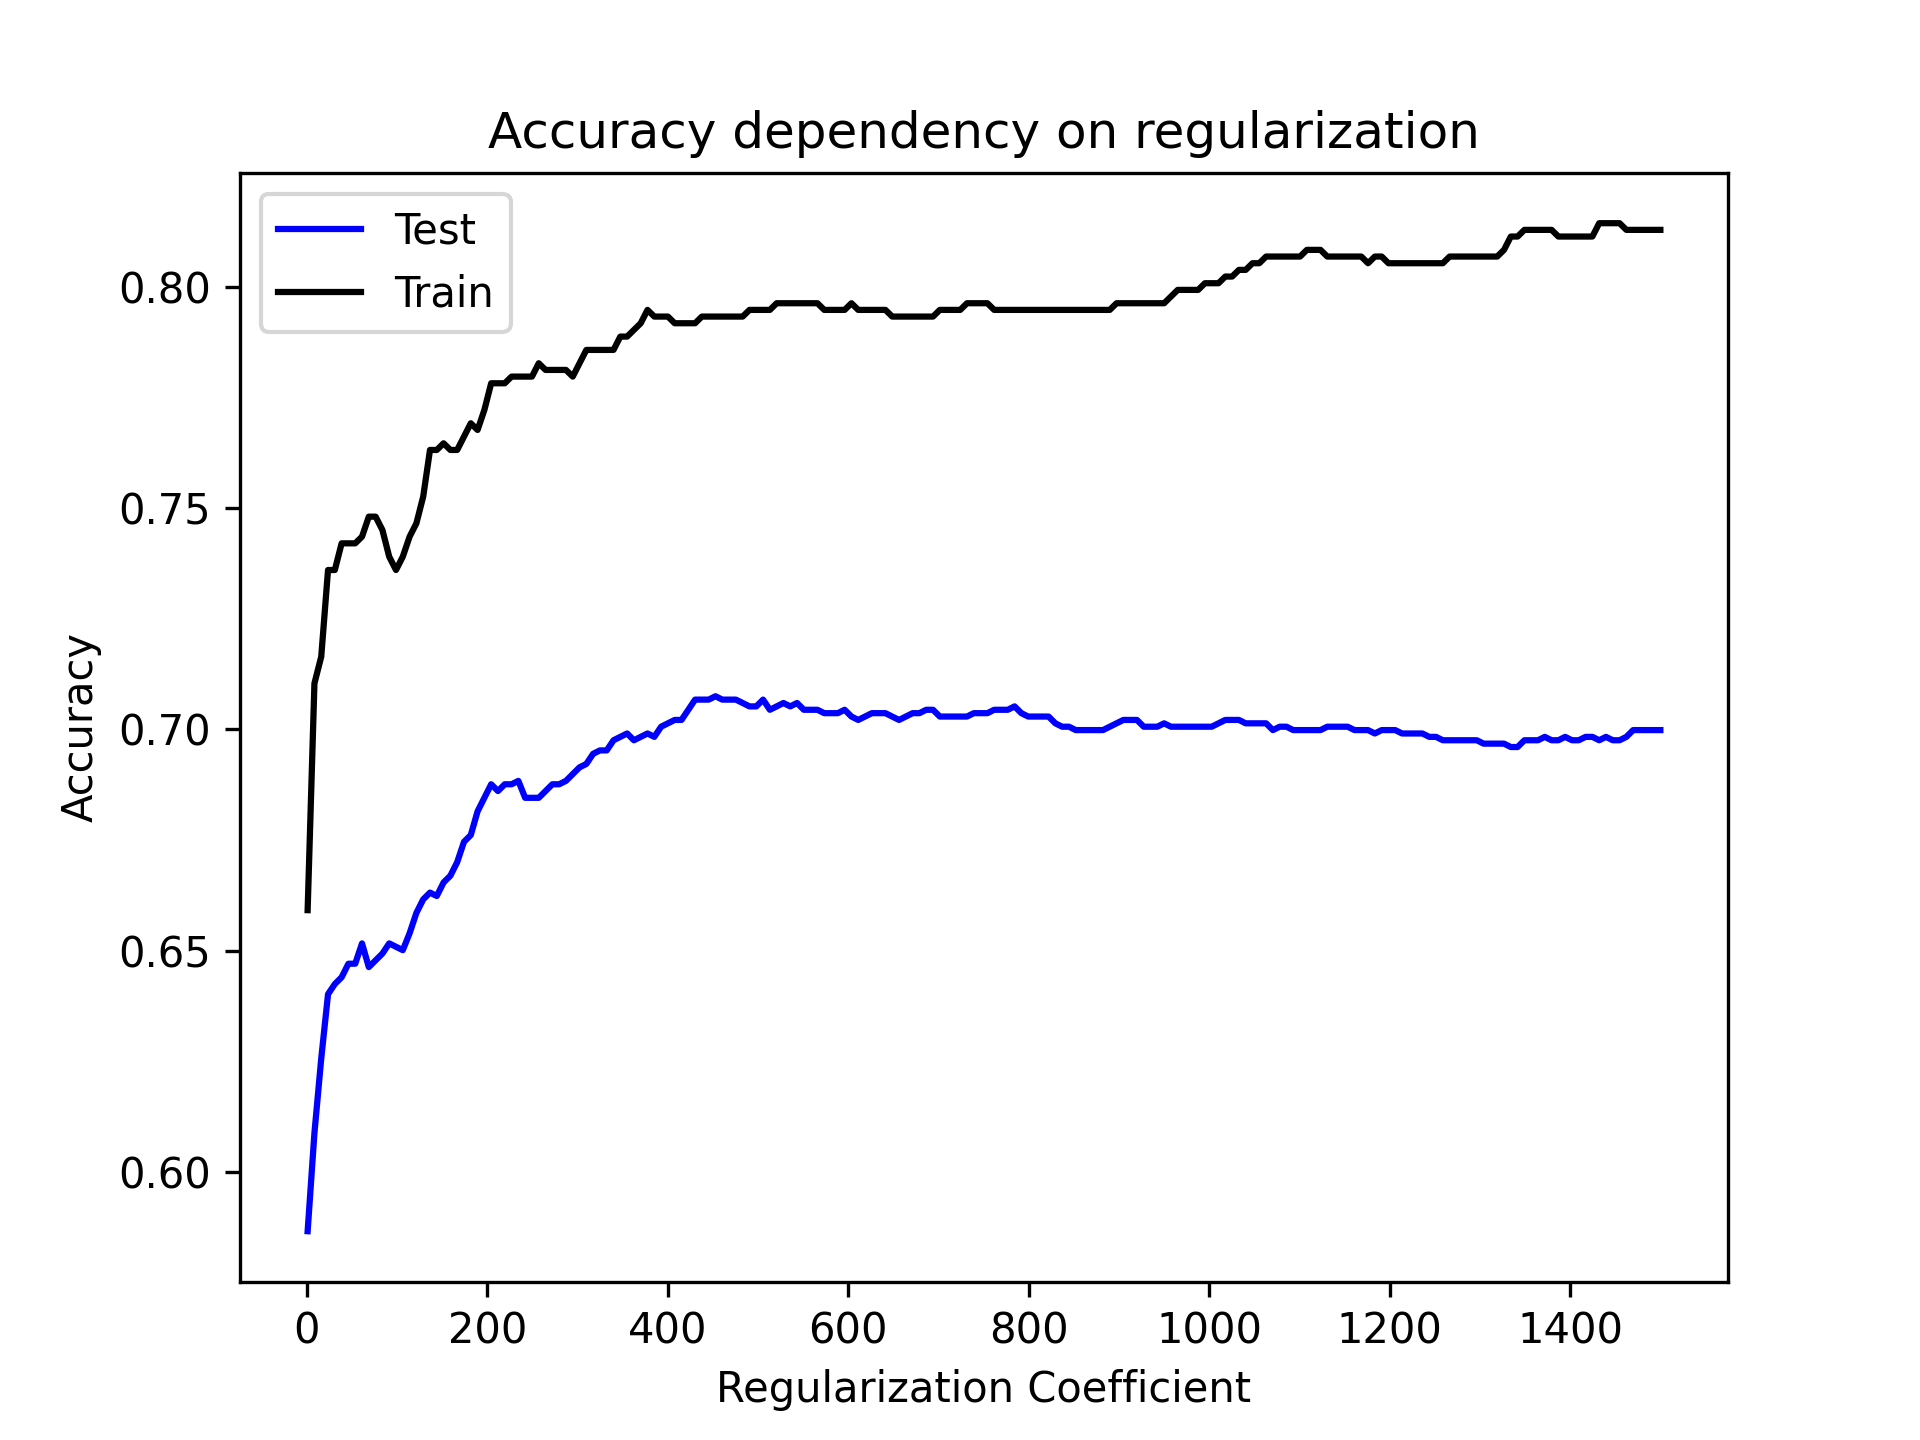 Accuracy dependency on regularization
Test
Train
0.80
0.75
0.70
0.65
0.60
Accuracy
0 200 400 600 800 1000 1200 1400
Regularization Coefficient